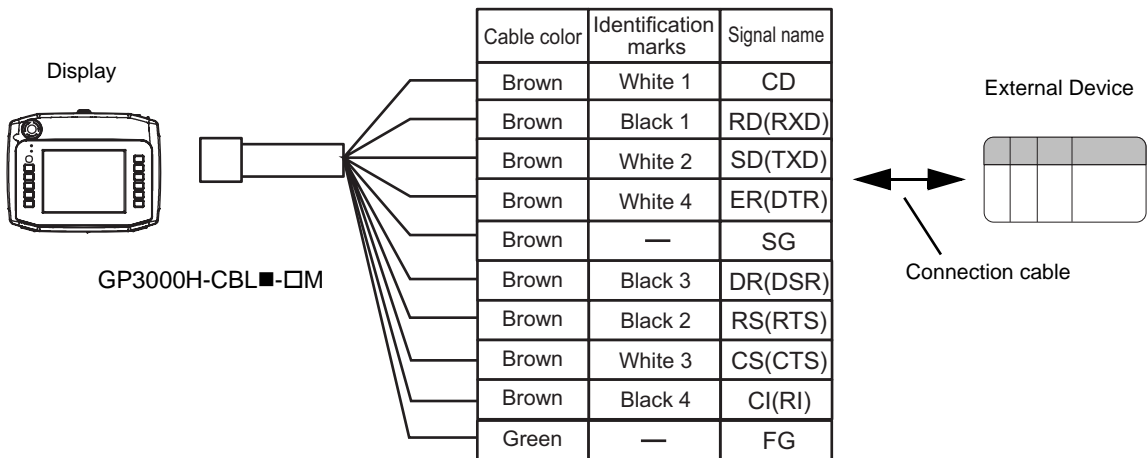 Display
GP3000H-CBL■-□M
Cable color Identification marks Signal name
Brown White 1 CD
Brown Black 1 RD(RXD)
Brown White 2 SD(TXD)
Brown White 4 ER(DTR)
Brown — SG
Brown Black 3 DR(DSR)
Brown Black 2 RS(RTS)
Brown White 3 CS(CTS)
Brown Black 4 CI(RI)
Green — FG
External Device
Connection cable